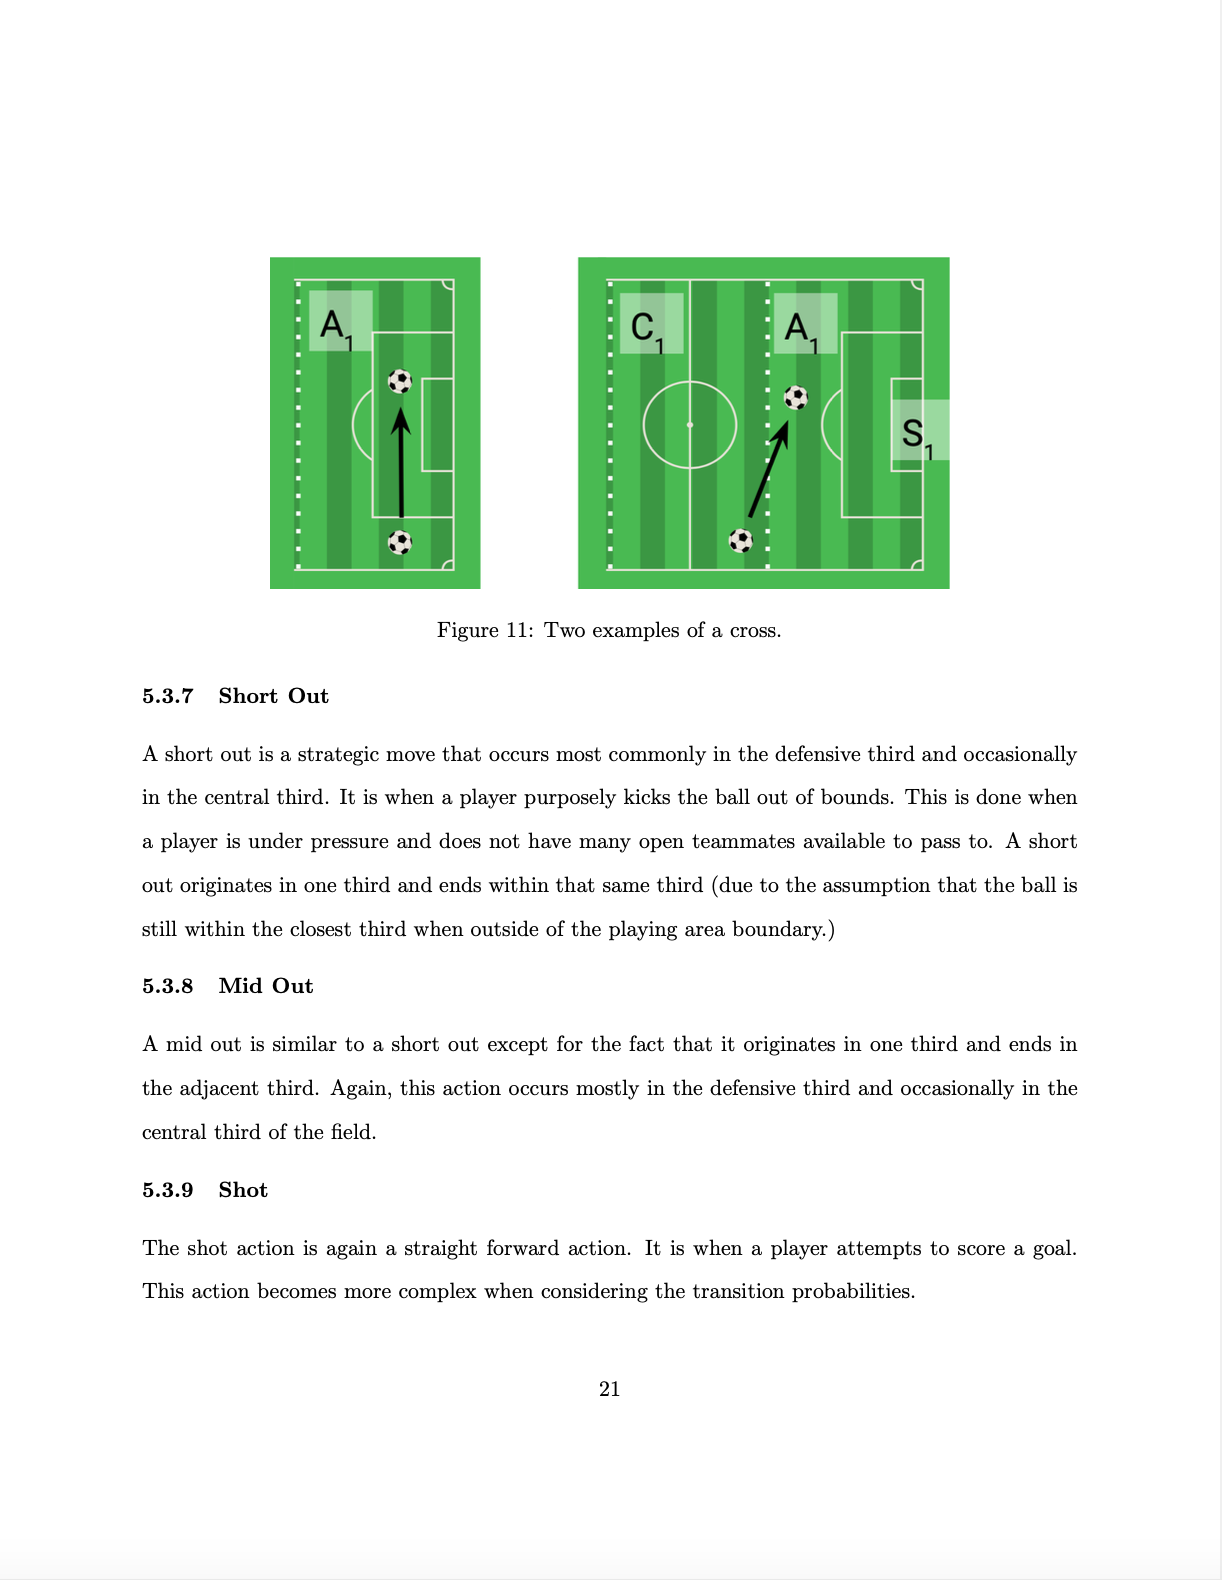 A1
C1
A1
S1
Figure 11: Two examples of a cross.
5.3.7 Short Out
A short out is a strategic move that occurs most commonly in the defensive third and occasionally
in the central third. It is when a player purposely kicks the ball out of bounds. This is done when
a player is under pressure and does not have many open teammates available to pass to. A short
out originates in one third and ends within that same third (due to the assumption that the ball is
still within the closest third when outside of the playing area boundary.)
5.3.8 Mid Out
A mid out is similar to a short out except for the fact that it originates in one third and ends in
the adjacent third. Again, this action occurs mostly in the defensive third and occasionally in the
central third of the field.
5.3.9 Shot
The shot action is again a straight forward action. It is when a player attempts to score a goal.
This action becomes more complex when considering the transition probabilities.
21